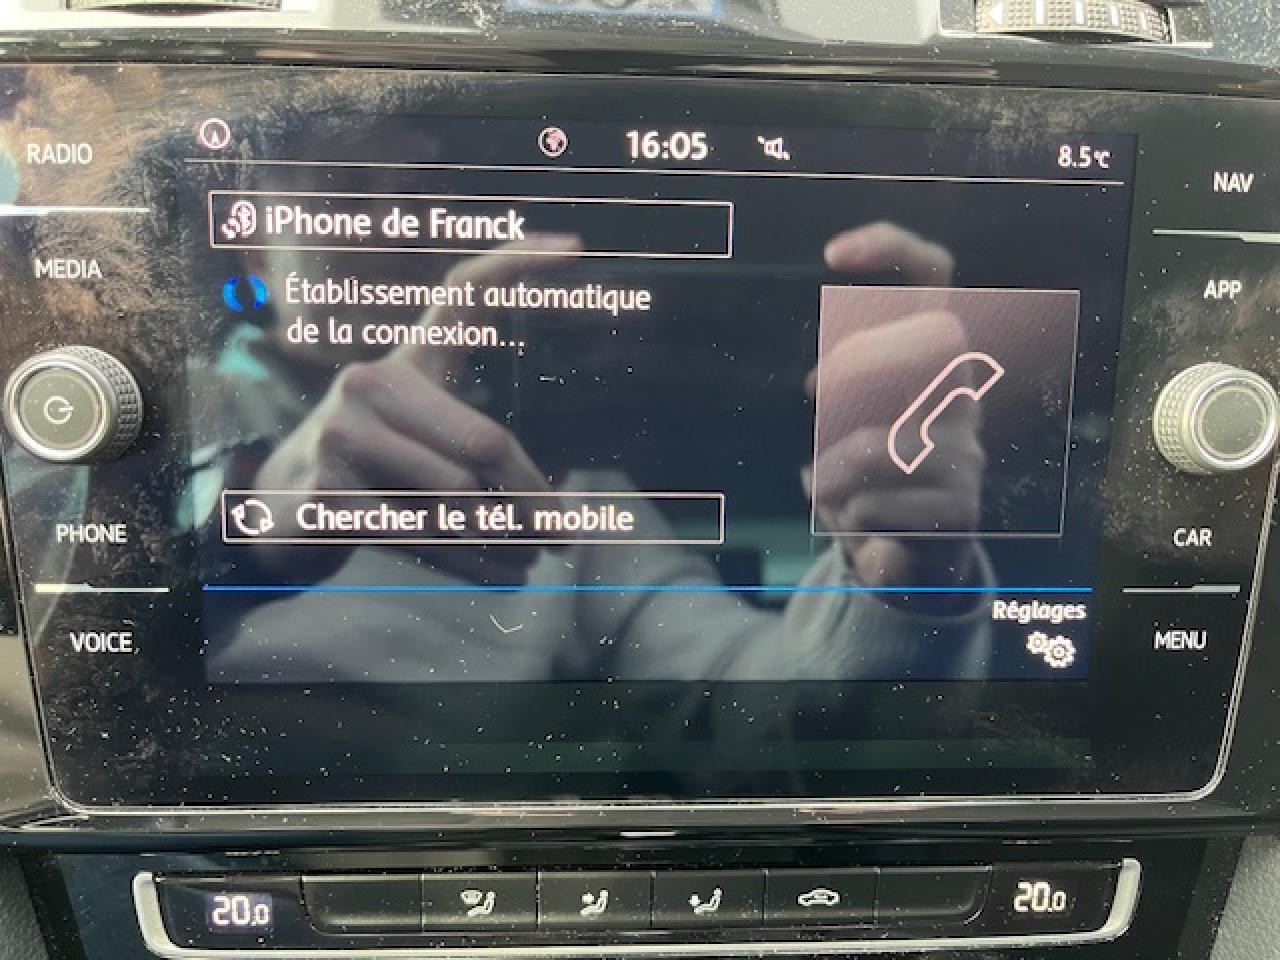 RADIO
MEDIA
PHONE
VOICE
16:05
8.5°C
iPhone de Franck
Établissement automatique
de la connexion...
Chercher le tél. mobile
Réglages
NAV
APP
CAR
MENU
20.0
20.0